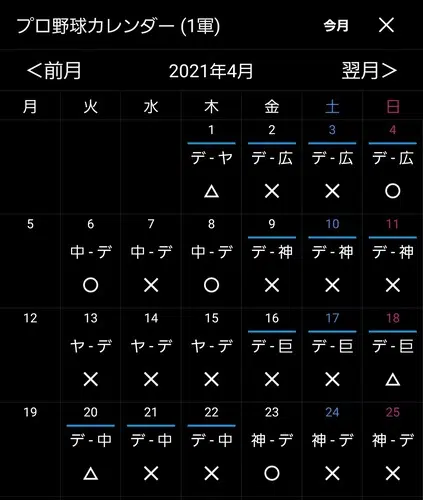 プロ野球カレンダー (1軍) 今月 ×
<前月 2021年4月 翌月>
月 火 水 木 金 土 日
1 2 3 4
デ - ヤ デ - 広 デ - 広 デ - 広
△ × × ○
5 6 7 8 9 10 11
中 - デ 中 - デ 中 - デ デ - 神 デ - 神 デ - 神
○ × ○ × × ×
12 13 14 15 16 17 18
ヤ - デ ヤ - デ ヤ - デ デ - 巨 デ - 巨 デ - 巨
× × × × × △
19 20 21 22 23 24 25
デ - 中 デ - 中 デ - 中 神 - デ 神 - デ 神 - デ
△ × × ○ × ×